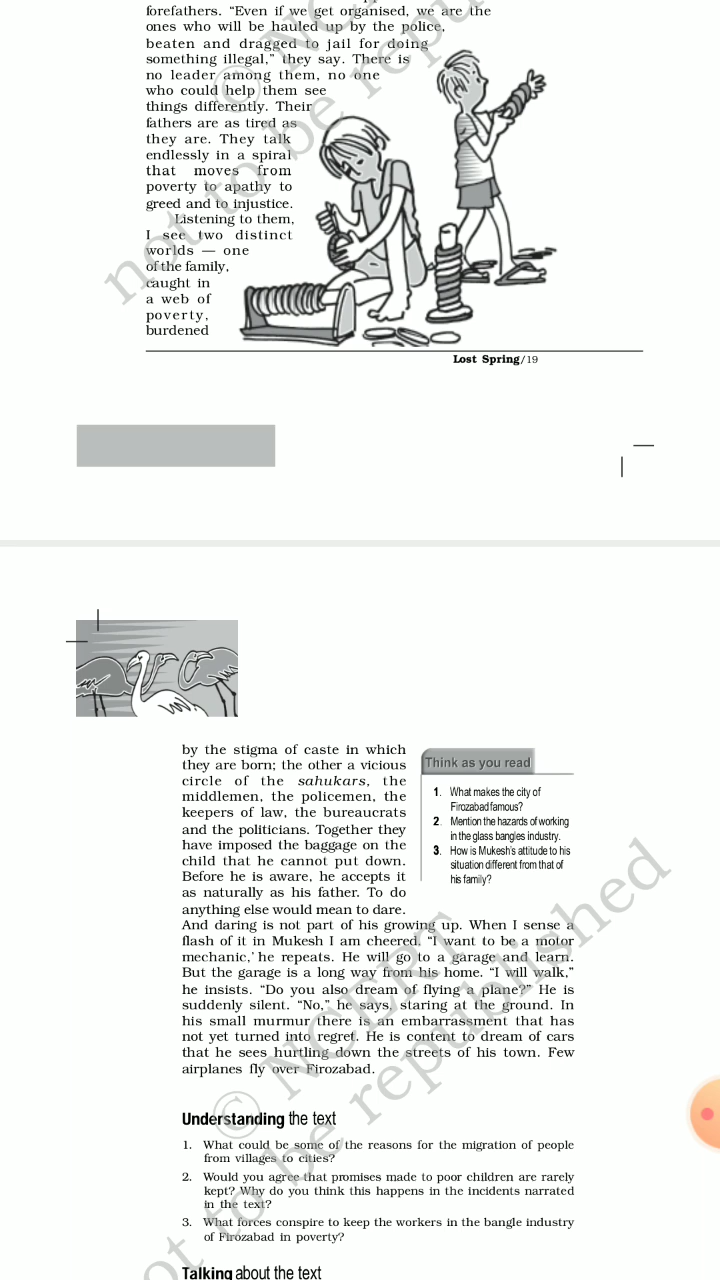 forefathers. “Even if we get organised, we are the
ones who will be hauled up by the police,
beaten and dragged to jail for doing
something illegal,” they say. There is
no leader among them, no one
who could help them see
things differently. Their
fathers are as tired as
they are. They talk
endlessly in a spiral
that moves from
poverty to apathy to
greed and to injustice.
Listening to them,
I see two distinct
worlds — one
of the family,
caught in
a web of
poverty,
burdened
Lost Spring/19
by the stigma of caste in which
they are born; the other a vicious
circle of the sahukars, the
middlemen, the policemen, the
keepers of law, the bureaucrats
and the politicians. Together they
have imposed the baggage on the
child that he cannot put down.
Before he is aware, he accepts it
as naturally as his father. To do
anything else would mean to dare.
And daring is not part of his growing up. When I sense a
flash of it in Mukesh I am cheered. “I want to be a motor
mechanic,’ he repeats. He will go to a garage and learn.
But the garage is a long way from his home. “I will walk,”
he insists. “Do you also dream of flying a plane?” He is
suddenly silent. “No,” he says, staring at the ground. In
his small murmur there is an embarrassment that has
not yet turned into regret. He is content to dream of cars
that he sees hurtling down the streets of his town. Few
airplanes fly over Firozabad.
Think as you read
1. What makes the city of
Firozabad famous?
2. Mention the hazards of working
in the glass bangles industry.
3. How is Mukesh’s attitude to his
situation different from that of
his family?
Understanding the text
1. What could be some of the reasons for the migration of people
from villages to cities?
2. Would you agree that promises made to poor children are rarely
kept? Why do you think this happens in the incidents narrated
in the text?
3. What forces conspire to keep the workers in the bangle industry
of Firozabad in poverty?
Talking about the text
© NCERT
not to be republished